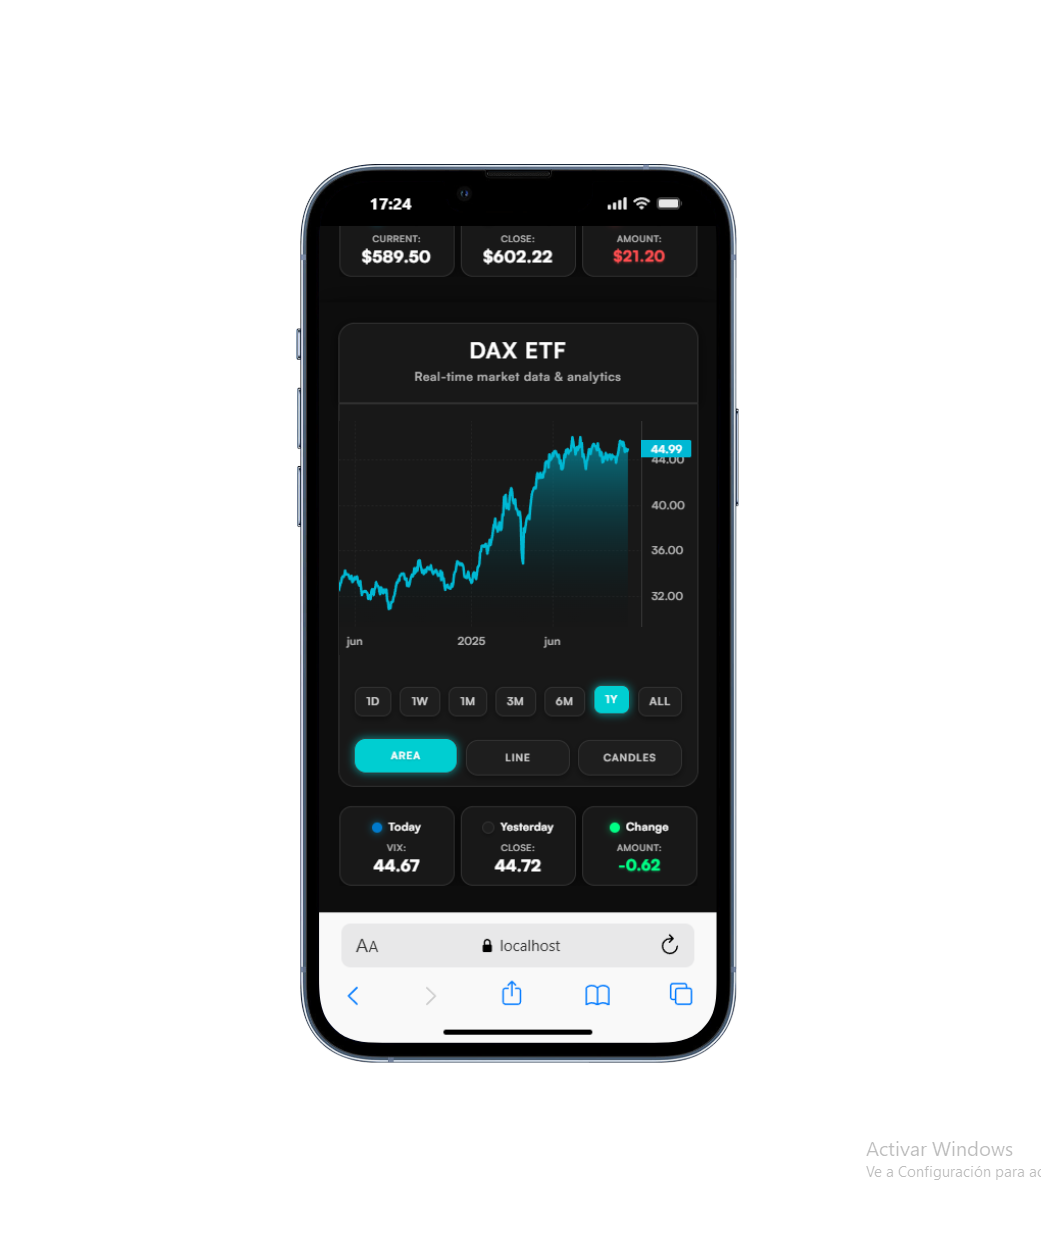 17:24
CURRENT: CLOSE: AMOUNT:
$589.50 $602.22 $21.20
DAX ETF
Real-time market data & analytics
44.99
44.00
40.00
36.00
32.00
jun 2025 jun
1D 1W 1M 3M 6M 1Y ALL
AREA LINE CANDLES
Today Yesterday Change
VIX: CLOSE: AMOUNT:
44.67 44.72 -0.62
AA localhost
Activar Windows
Ve a Configuración para